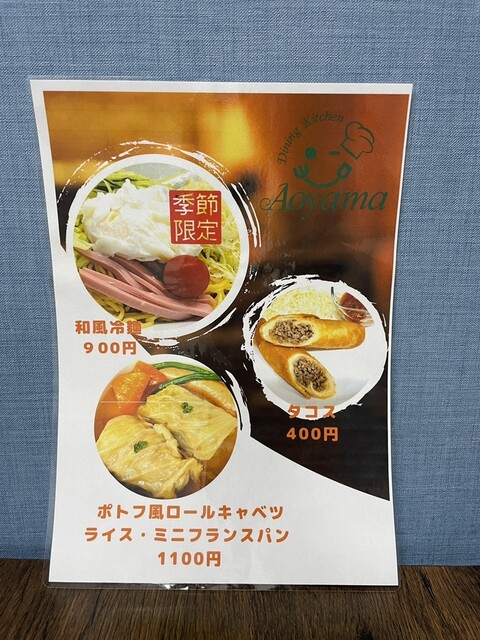 Dining Kitchen
Aoyama
季節
限定
和風冷麺
900円
タコス
400円
ポトフ風ロールキャベツ
ライス・ミニフランスパン
1100円